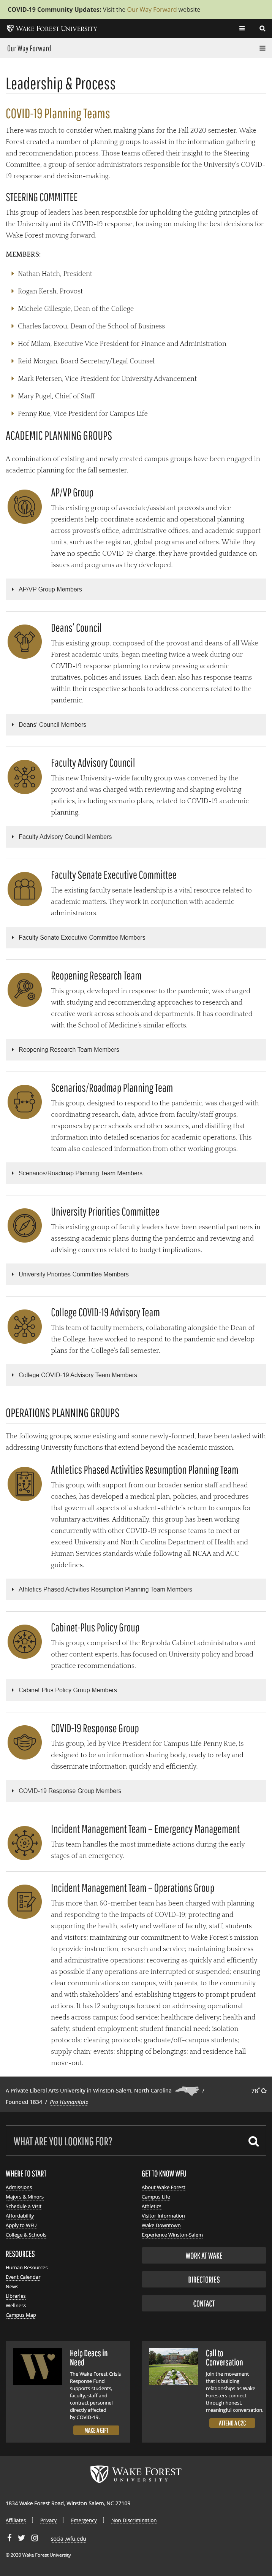 COVID-19 Community Updates: Visit the Our Way Forward website
WAKE FOREST UNIVERSITY
Our Way Forward
Leadership & Process
COVID-19 Planning Teams
There was much to consider when making plans for the Fall 2020 semester. Wake
Forest created a number of planning groups to assist in the information gathering
and recommendation process. These teams offered their insight to the Steering
Committee, a group of senior administrators responsible for the University's COVID-
19 response and decision-making.
STEERING COMMITTEE
This group of leaders has been responsible for upholding the guiding principles of
the University and its COVID-19 response, focusing on making the best decisions for
Wake Forest moving forward.
MEMBERS:
Nathan Hatch, President
Rogan Kersh, Provost
Michele Gillespie, Dean of the College
Charles Iacovou, Dean of the School of Business
Hof Milam, Executive Vice President for Finance and Administration
Reid Morgan, Board Secretary/Legal Counsel
Mark Petersen, Vice President for University Advancement
Mary Pugel, Chief of Staff
Penny Rue, Vice President for Campus Life
ACADEMIC PLANNING GROUPS
A combination of existing and newly created campus groups have been engaged in
academic planning for the fall semester.
AP/VP Group
This existing group of associate/assistant provosts and vice
presidents help coordinate academic and operational planning
across provost's office, administrative offices, and academic support
units, such as the registrar, global programs and others. While they
have no specific COVID-19 charge, they have provided guidance on
issues and programs as they developed.
AP/VP Group Members
Deans' Council
This existing group, composed of the provost and deans of all Wake
Forest academic units, began meeting twice a week during our
COVID-19 response planning to review pressing academic
initiatives, policies and issues. Each dean also has response teams
within their respective schools to address concerns related to the
pandemic.
Deans' Council Members
Faculty Advisory Council
This new University-wide faculty group was convened by the
provost and was charged with reviewing and shaping evolving
policies, including scenario plans, related to COVID-19 academic
planning.
Faculty Advisory Council Members
Faculty Senate Executive Committee
The existing faculty senate leadership is a vital resource related to
academic matters. They work in conjunction with academic
administrators.
Faculty Senate Executive Committee Members
Reopening Research Team
This group, developed in response to the pandemic, was charged
with studying and recommending approaches to research and
creative work across schools and departments. It has coordinated
with the School of Medicine's similar efforts.
Reopening Research Team Members
Scenarios/Roadmap Planning Team
This group, designed to respond to the pandemic, was charged with
coordinating research, data, advice from faculty/staff groups,
responses by peer schools and other sources, and distilling that
information into detailed scenarios for academic operations. This
team also coalesced information from other working groups.
Scenarios/Roadmap Planning Team Members
University Priorities Committee
This existing group of faculty leaders have been essential partners in
assessing academic plans during the pandemic and reviewing and
advising concerns related to budget implications.
University Priorities Committee Members
College COVID-19 Advisory Team
This team of faculty members, collaborating alongside the Dean of
the College, have worked to respond to the pandemic and develop
plans for the College's fall semester.
College COVID-19 Advisory Team Members
OPERATIONS PLANNING GROUPS
The following groups, some existing and some newly-formed, have been tasked with
addressing University functions that extend beyond the academic mission.
Athletics Phased Activities Resumption Planning Team
This group, with support from our broader senior staff and head
coaches, has developed a medical plan, policies, and procedures
that govern all aspects of a student-athlete's return to campus for
voluntary activities. Additionally, this group has been working
concurrently with other COVID-19 response teams to meet or
exceed University and North Carolina Department of Health and
Human Services standards while following all NCAA and ACC
guidelines.
Athletics Phased Activities Resumption Planning Team Members
Cabinet-Plus Policy Group
This group, comprised of the Reynolda Cabinet administrators and
other content experts, has focused on University policy and broad
practice recommendations.
Cabinet-Plus Policy Group Members
COVID-19 Response Group
This group, led by Vice President for Campus Life Penny Rue, is
designed to be an information sharing body, ready to relay and
disseminate information quickly and efficiently.
COVID-19 Response Group Members
Incident Management Team – Emergency Management
This team handles the most immediate actions during the early
stages of an emergency.
Incident Management Team – Operations Group
This more than 60-member team has been charged with planning
and responding to the impacts of COVID-19; protecting and
supporting the health, safety and welfare of faculty, staff, students
and visitors; maintaining our commitment to Wake Forest's mission
to provide instruction, research and service; maintaining business
and administrative operations; recovering as quickly and efficiently
as possible if any operations are impaired or closed; ensuring
clear communications on campus, with parents, to the community
and with stakeholders' and establishing triggers to prompt phased
response actions. It has 12 subgroups focused on addressing
needs across campus: food service; healthcare delivery; health and
safety; human resources; student and staff movement; isolation
protocols; cleaning protocols; graduate/off-campus students;
supply chain; events; shipping of belongings; and residence hall
move-out.
A Private Liberal Arts University in Winston-Salem, North Carolina /
78°
Founded 1834 / Pro Humanitate
WHAT ARE YOU LOOKING FOR?
WHERE TO START
Admissions
Majors & Minors
Schedule a Visit
Affordability
Apply to WFU
College & Schools
RESOURCES
Human Resources
Event Calendar
News
Libraries
Wellness
Campus Map
GET TO KNOW WFU
About Wake Forest
Campus Life
Athletics
Visitor Information
Wake Downtown
Experience Winston-Salem
WORK AT WAKE
DIRECTORIES
CONTACT
Help Deacs in
Need
The Wake Forest Crisis
Response Fund
supports students,
faculty, staff and
contract personnel
directly affected
by COVID-19.
MAKE A GIFT
Call to
Conversation
Join the movement
that is building
relationships as Wake
Foresters connect
through honest,
meaningful conversation.
ATTEND A C2C
WAKE FOREST
UNIVERSITY
1834 Wake Forest Road, Winston-Salem, NC 27109
Affiliates | Privacy | Emergency | Non-Discrimination
social.wfu.edu
© 2020 Wake Forest University